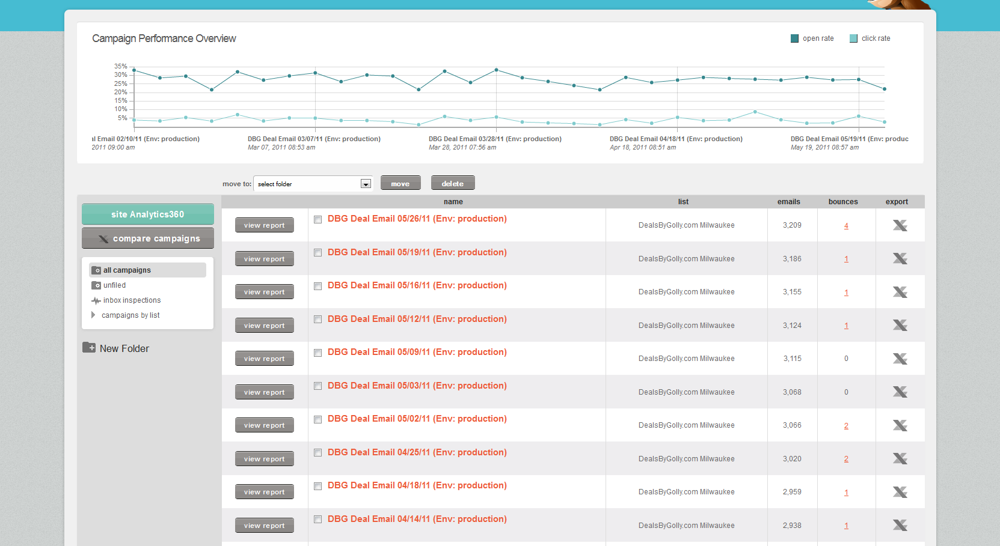 Campaign Performance Overview
open rate click rate
35%
30%
25%
20%
15%
10%
5%
al Email 02/10/11 (Env: production) DBG Deal Email 03/07/11 (Env: production) DBG Deal Email 03/28/11 (Env: production) DBG Deal Email 04/18/11 (Env: production) DBG Deal Email 05/19/11 (Env: produc
2011 09:00 am Mar 07, 2011 08:53 am Mar 28, 2011 07:56 am Apr 18, 2011 08:51 am May 19, 2011 08:57 am
move to: select folder move delete
site Analytics360
compare campaigns
all campaigns
unfiled
inbox inspections
campaigns by list
New Folder
name list emails bounces export
view report DBG Deal Email 05/26/11 (Env: production) DealsByGolly.com Milwaukee 3,209 4
view report DBG Deal Email 05/19/11 (Env: production) DealsByGolly.com Milwaukee 3,186 1
view report DBG Deal Email 05/16/11 (Env: production) DealsByGolly.com Milwaukee 3,155 1
view report DBG Deal Email 05/12/11 (Env: production) DealsByGolly.com Milwaukee 3,124 1
view report DBG Deal Email 05/09/11 (Env: production) DealsByGolly.com Milwaukee 3,115 0
view report DBG Deal Email 05/03/11 (Env: production) DealsByGolly.com Milwaukee 3,068 0
view report DBG Deal Email 05/02/11 (Env: production) DealsByGolly.com Milwaukee 3,066 2
view report DBG Deal Email 04/25/11 (Env: production) DealsByGolly.com Milwaukee 3,020 2
view report DBG Deal Email 04/18/11 (Env: production) DealsByGolly.com Milwaukee 2,959 1
view report DBG Deal Email 04/14/11 (Env: production) DealsByGolly.com Milwaukee 2,938 1